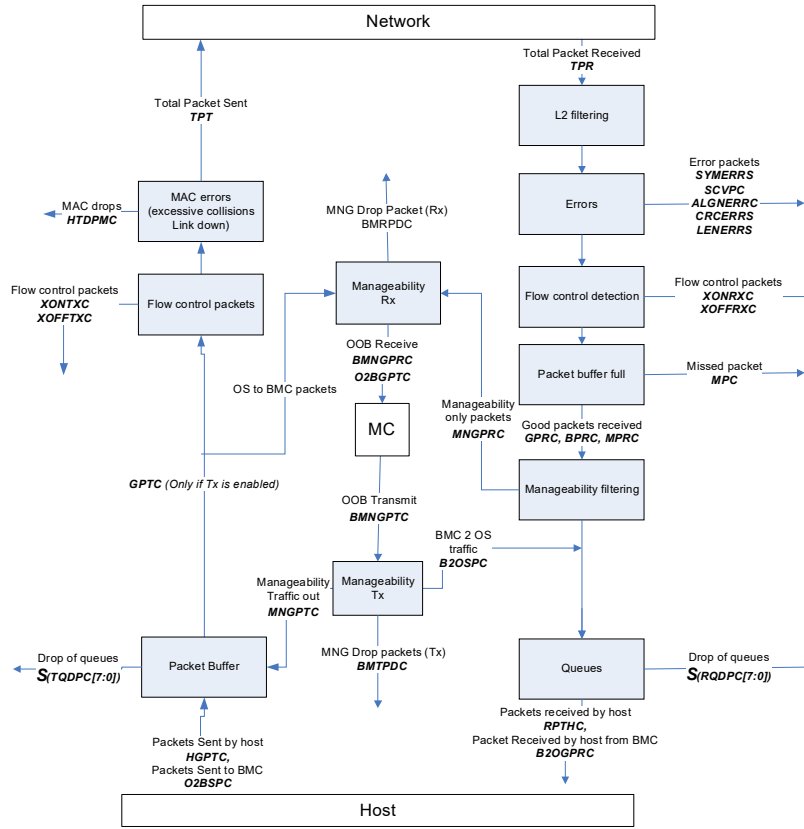 Network
Total Packet Received
TPR
Total Packet Sent
TPT
L2 filtering
Error packets
SYMERRS
SCVPC
ALGNERRC
CRCERRS
LENERRS
MAC drops
HTDPMC
MAC errors
(excessive collisions
Link down)
MNG Drop Packet (Rx)
BMRPDC
Errors
Flow control packets
XONTXC
XOFFTXC
Flow control packets
Manageability
Rx
Flow control detection
Flow control packets
XONRXC
XOFFRXC
OOB Receive
BMNGPRC
O2BGPTC
Packet buffer full
Missed packet
MPC
OS to BMC packets
MC
Manageability
only packets
MNGPRC
Good packets received
GPRC, BPRC, MPRC
GPTC (Only if Tx is enabled)
Manageability filtering
OOB Transmit
BMNGPTC
BMC 2 OS
traffic
B2OSPC
Manageability
Traffic out
MNGPTC
Manageability
Tx
Drop of queues
S(TQDPC[7:0])
Packet Buffer
MNG Drop packets (Tx)
BMTPDC
Queues
Drop of queues
S(RQDPC[7:0])
Packets Sent by host
HGPTC,
Packets Sent to BMC
O2BSPC
Packets received by host
RPTHC,
Packet Received by host from BMC
B2OGPRC
Host